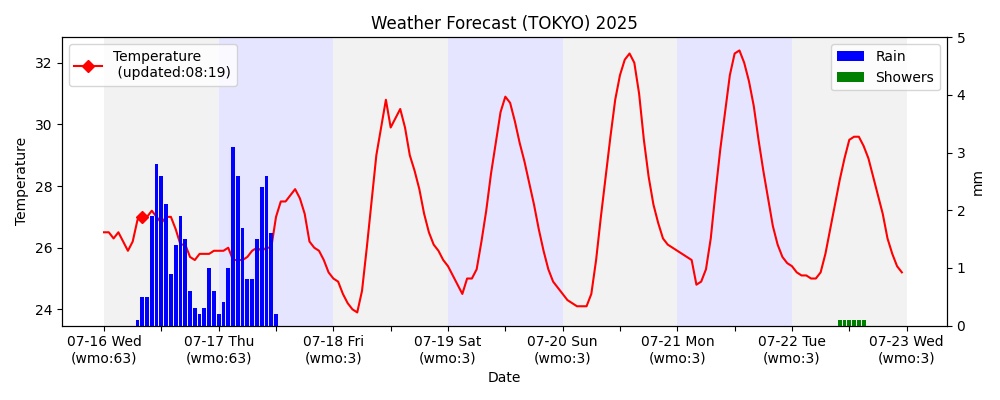 Weather Forecast (TOKYO) 2025
Temperature
(updated:08:19)
Rain
Showers
Temperature
32
30
28
26
24
5
4
3
2
1
0
mm
07-16 Wed
(wmo:63)
07-17 Thu
(wmo:63)
07-18 Fri
(wmo:3)
07-19 Sat
(wmo:3)
07-20 Sun
(wmo:3)
07-21 Mon
(wmo:3)
07-22 Tue
(wmo:3)
07-23 Wed
(wmo:3)
Date